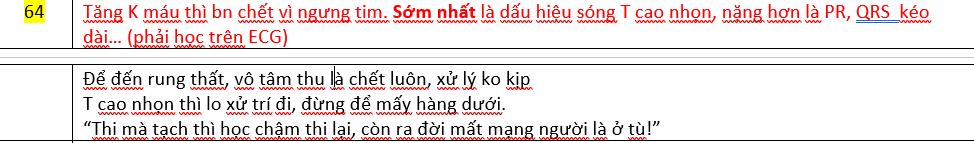 64 Tăng K máu thì bn chết vì ngưng tim. Sớm nhất là dấu hiệu sóng T cao nhọn, nặng hơn là PR, QRS kéo
dài... (phải học trên ECG)
Để đến rung thất, vô tâm thu là chết luôn, xử lý ko kịp
T cao nhọn thì lo xử trí đi, đừng để mấy hàng dưới.
“Thi mà tạch thì học chậm thi lại, còn ra đời mất mạng người là ở tù!”